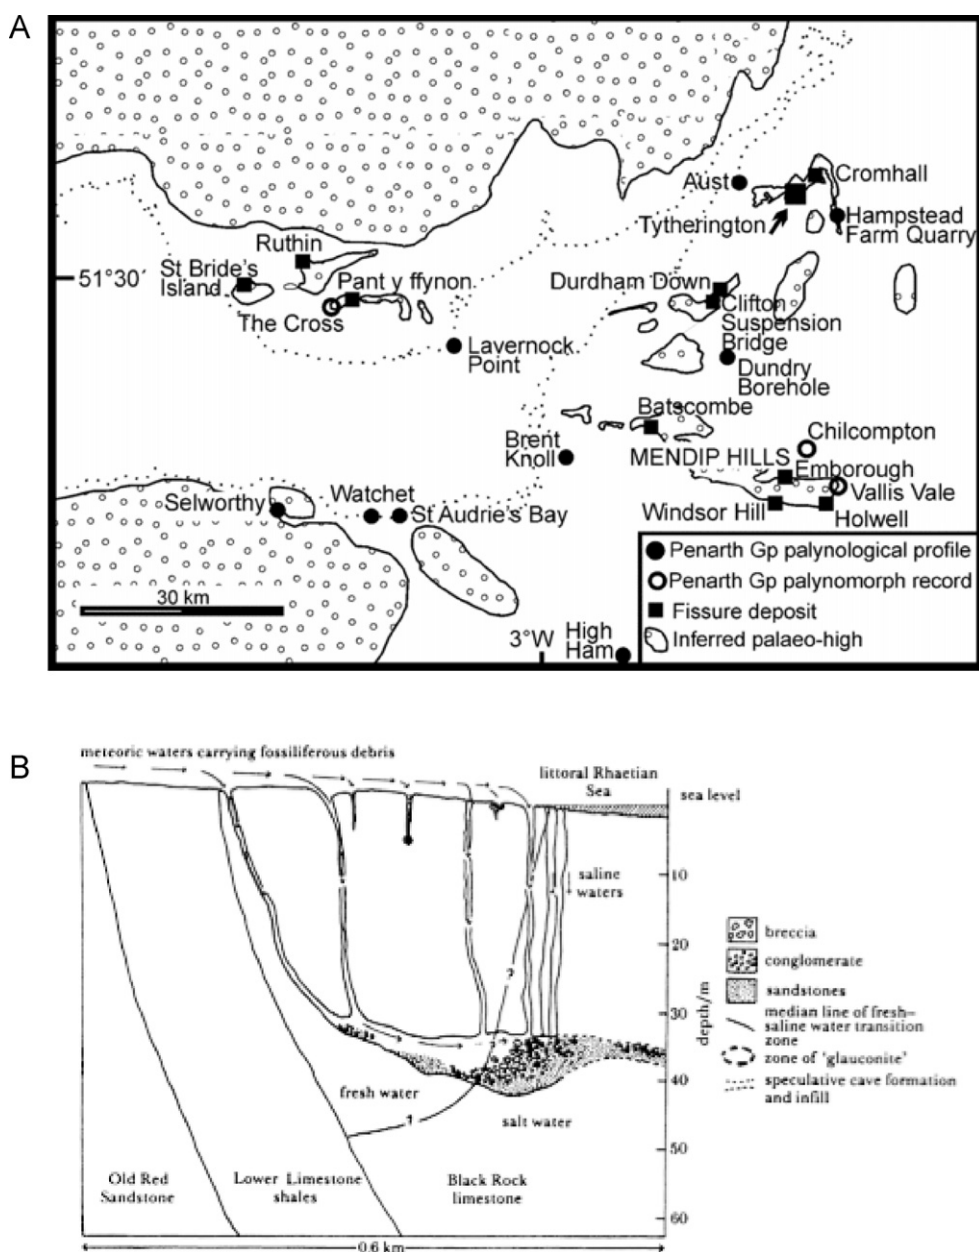 A
Aust
Cromhall
Tytherington
Hampstead
Farm Quarry
Ruthin
51°30´
St Bride's
Island
Pant y ffynon
The Cross
Durdham Down
Clifton
Suspension
Bridge
Lavernock
Point
Dundry
Borehole
Batscombe
Chilcompton
Brent
Knoll
MENDIP HILLS
Emborough
Vallis Vale
Selworthy
Watchet
St Audrie's Bay
Windsor Hill
Holwell
30 km
3°W
High
Ham
Penarth Gp palynological profile
Penarth Gp palynomorph record
Fissure deposit
Inferred palaeo-high
B
meteoric waters carrying fossiliferous debris
littoral Rhaetian
Sea
sea level
saline
waters
10
20
30
40
50
60
depth/m
?
fresh water
1
salt water
Old Red
Sandstone
Lower Limestone
shales
Black Rock
limestone
0.6 km
breccia
conglomerate
sandstones
median line of fresh–
saline water transition
zone
zone of 'glauconite'
speculative cave formation
and infill